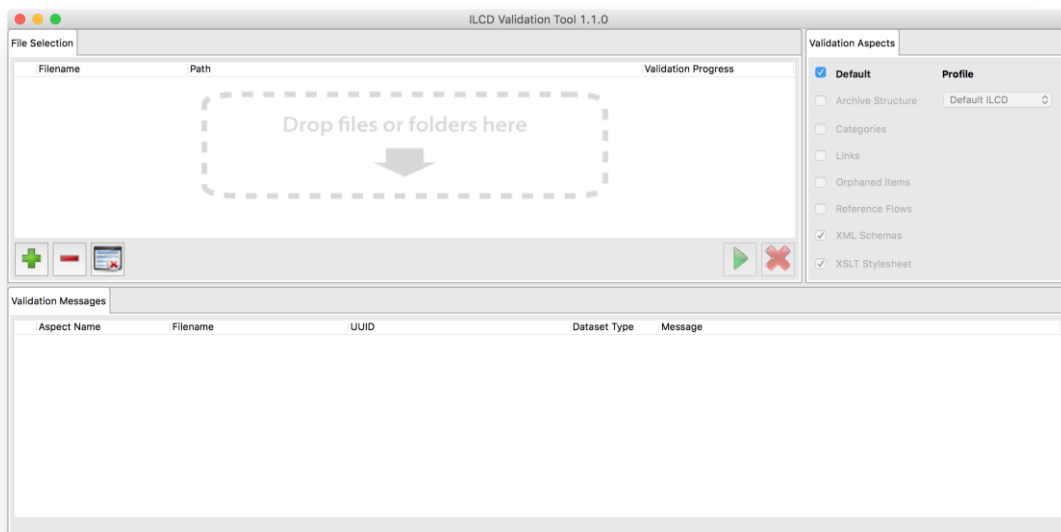 ILCD Validation Tool 1.1.0
File Selection
Filename Path Validation Progress
Drop files or folders here
Validation Aspects
Default Profile
Archive Structure Default ILCD
Categories
Links
Orphaned Items
Reference Flows
XML Schemas
XSLT Stylesheet
Validation Messages
Aspect Name Filename UUID Dataset Type Message